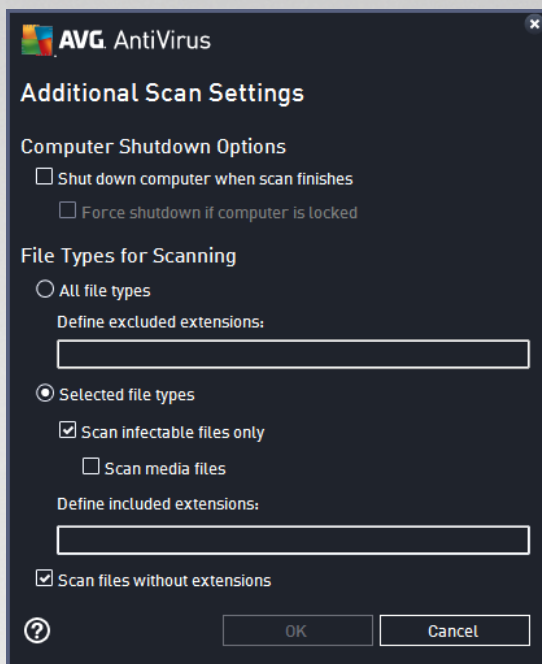 AVG AntiVirus
Additional Scan Settings
Computer Shutdown Options
Shut down computer when scan finishes
Force shutdown if computer is locked
File Types for Scanning
All file types
Define excluded extensions:
Selected file types
Scan infectable files only
Scan media files
Define included extensions:
Scan files without extensions
? OK Cancel